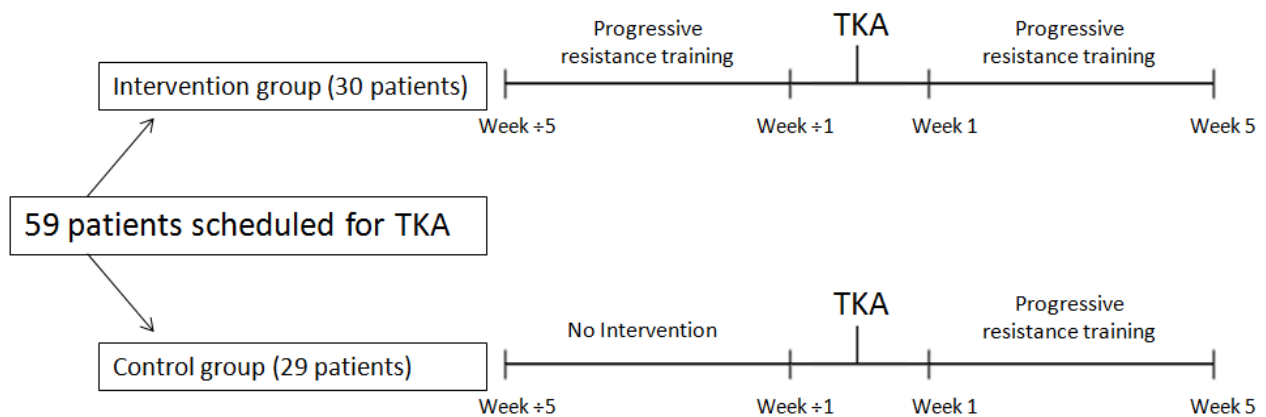 Progressive
resistance training
TKA
Progressive
resistance training
Intervention group (30 patients)
Week ÷5
Week ÷1
Week 1
Week 5
59 patients scheduled for TKA
No Intervention
TKA
Progressive
resistance training
Control group (29 patients)
Week ÷5
Week ÷1
Week 1
Week 5